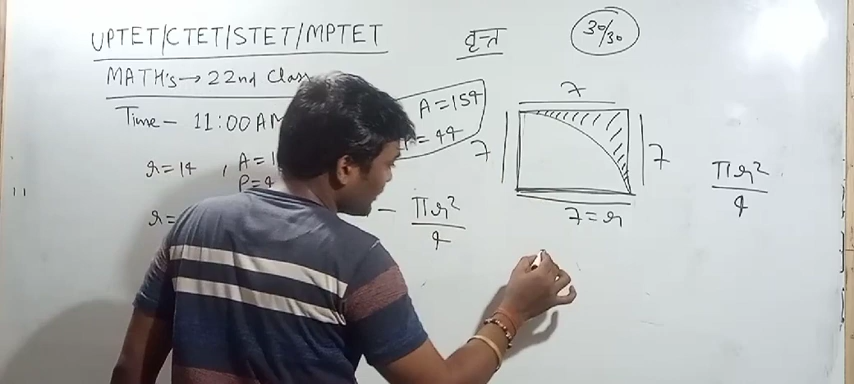 UPTET/CTET/STET/MPTET
वृत्त
30/30
MATH'S → 22nd Class
Time - 11:00 AM
A = 154
= 44
r = 14 , A = 1
P = 4
r =
- πr²/4
7
7
7
7 = r
πr²/4